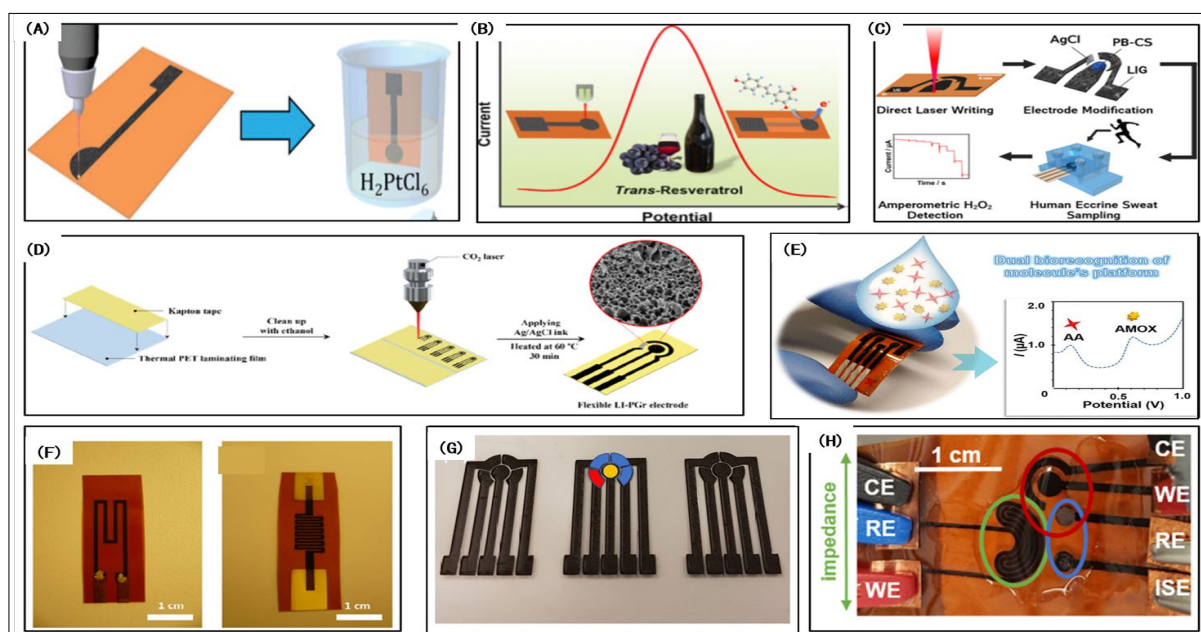 (A)
H₂PtCl₆
(B)
Current
Trans-Resveratrol
Potential
(C)
AgCl
PB-CS
LIG
Direct Laser Writing
Electrode Modification
Current / µA
Time / s
Amperometric H₂O₂
Detection
Human Eccrine Sweat
Sampling
(D)
CO₂ laser
Kapton tape
Clean up
with ethanol
Thermal PET laminating film
Applying
Ag/AgCl ink
Heated at 60 °C
30 min
Flexible LI-PGr electrode
(E)
Dual biorecognition of
molecule's platform
2.0
I (µA)
1.0
AA
AMOX
0.5
1.0
Potential (V)
(F)
1 cm
1 cm
(G)
(H)
1 cm
impedance
CE
RE
WE
CE
WE
RE
ISE